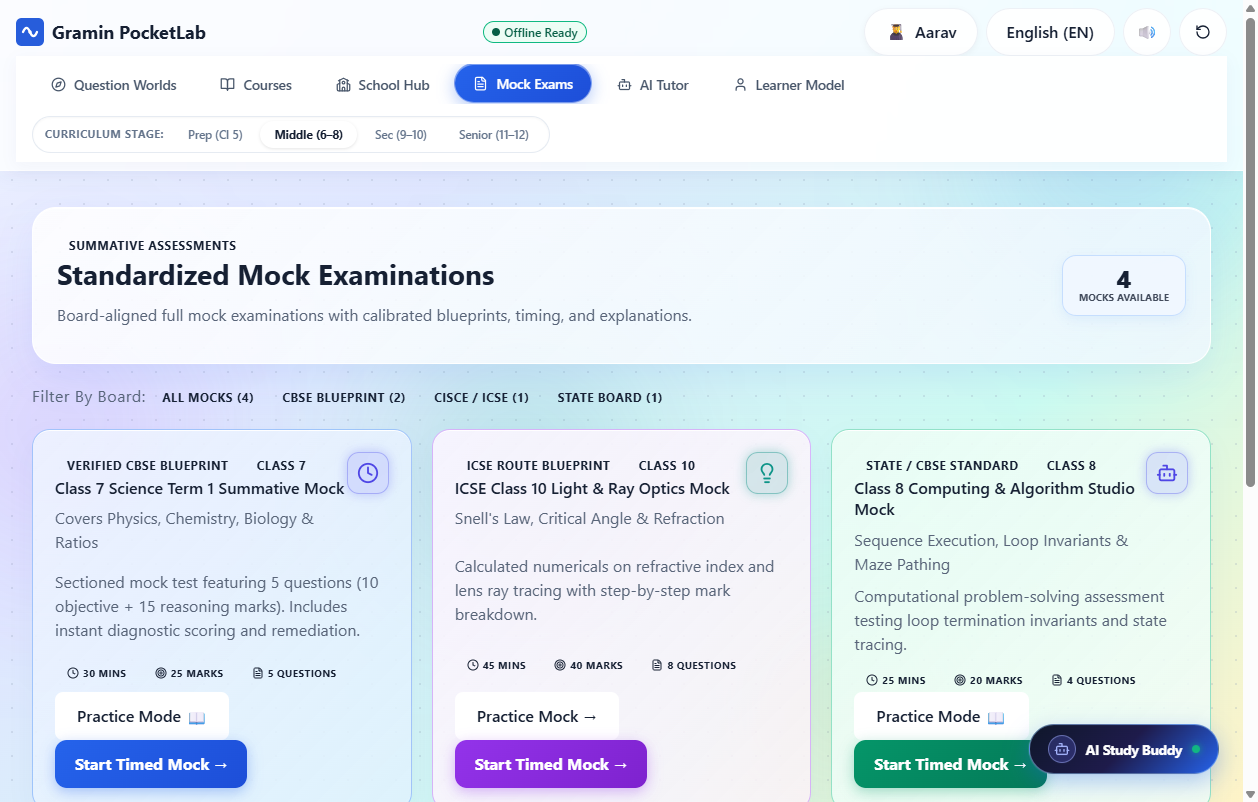 Gramin PocketLab
Offline Ready
Aarav
English (EN)
Question Worlds
Courses
School Hub
Mock Exams
AI Tutor
Learner Model
CURRICULUM STAGE:
Prep (Cl 5)
Middle (6–8)
Sec (9–10)
Senior (11–12)
SUMMATIVE ASSESSMENTS
Standardized Mock Examinations
Board-aligned full mock examinations with calibrated blueprints, timing, and explanations.
4
MOCKS AVAILABLE
Filter By Board:
ALL MOCKS (4)
CBSE BLUEPRINT (2)
CISCE / ICSE (1)
STATE BOARD (1)
VERIFIED CBSE BLUEPRINT
CLASS 7
Class 7 Science Term 1 Summative Mock
Covers Physics, Chemistry, Biology &
Ratios
Sectioned mock test featuring 5 questions (10
objective + 15 reasoning marks). Includes
instant diagnostic scoring and remediation.
30 MINS
25 MARKS
5 QUESTIONS
Practice Mode 📖
Start Timed Mock →
ICSE ROUTE BLUEPRINT
CLASS 10
ICSE Class 10 Light & Ray Optics Mock
Snell's Law, Critical Angle & Refraction
Calculated numericals on refractive index and
lens ray tracing with step-by-step mark
breakdown.
45 MINS
40 MARKS
8 QUESTIONS
Practice Mock →
Start Timed Mock →
STATE / CBSE STANDARD
CLASS 8
Class 8 Computing & Algorithm Studio
Mock
Sequence Execution, Loop Invariants &
Maze Pathing
Computational problem-solving assessment
testing loop termination invariants and state
tracing.
25 MINS
20 MARKS
4 QUESTIONS
Practice Mode 📖
Start Timed Mock →
AI Study Buddy